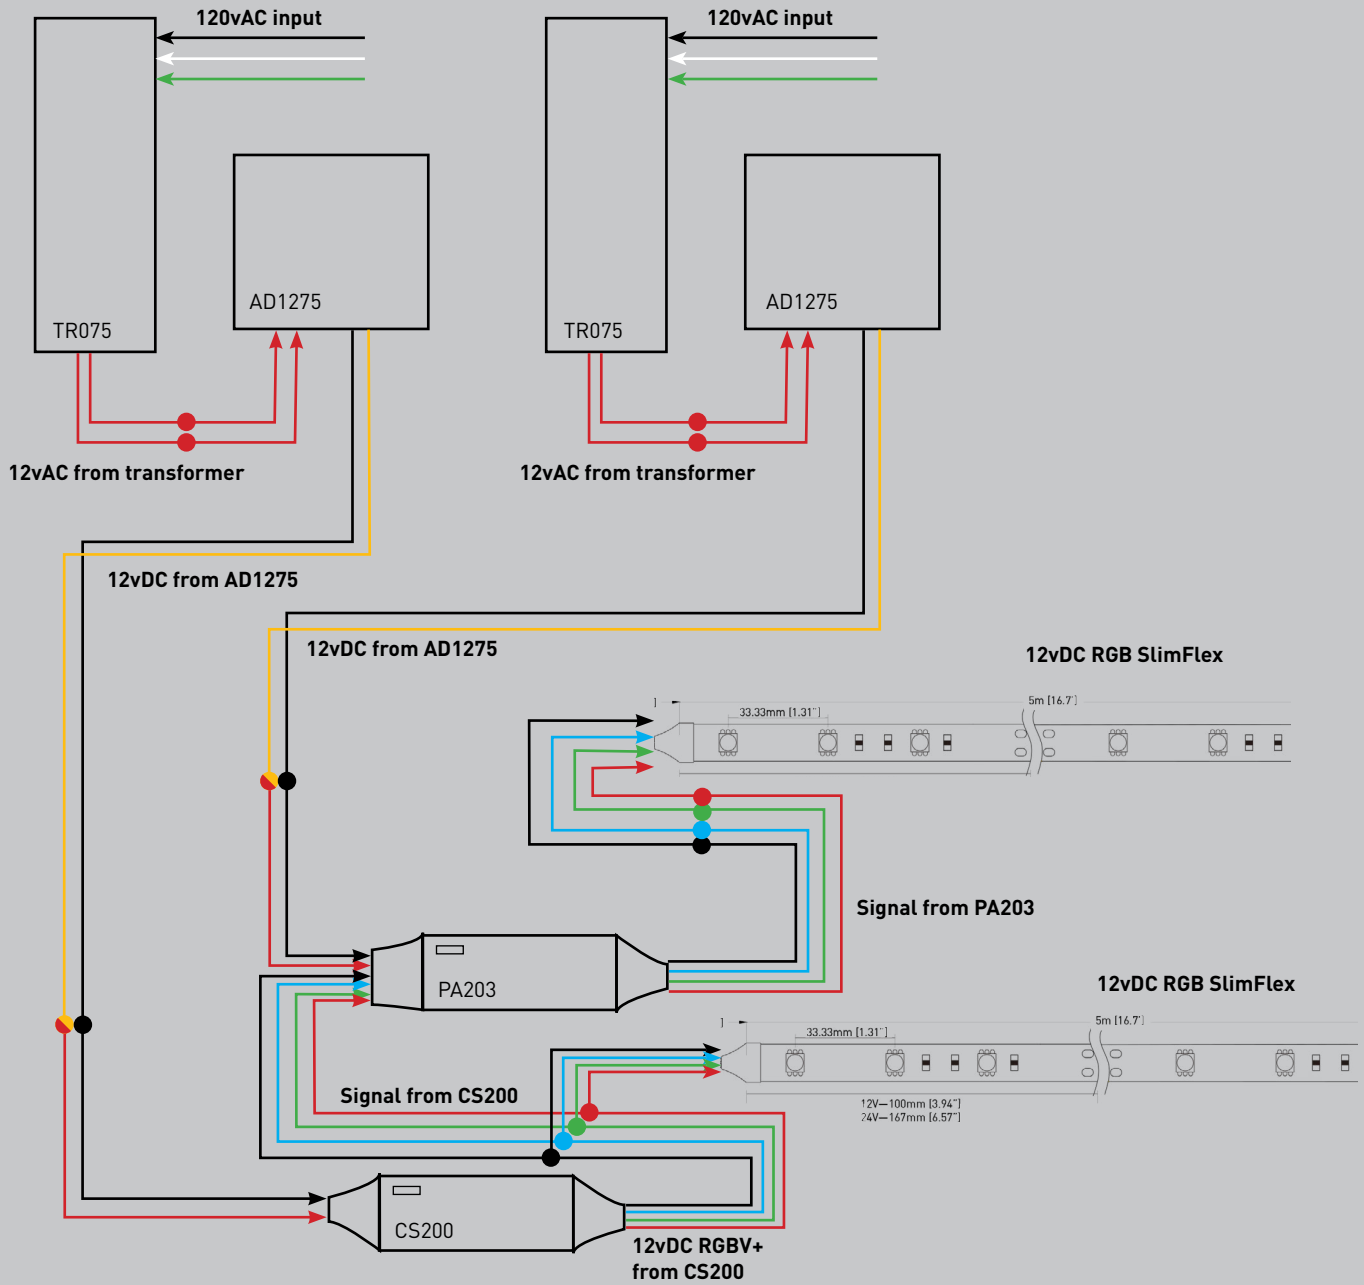 120vAC input
120vAC input
AD1275
AD1275
TR075
TR075
12vAC from transformer
12vAC from transformer
12vDC from AD1275
12vDC from AD1275
12vDC RGB SlimFlex
] 5m [16.7']
33.33mm [1.31"]
Signal from PA203
PA203
12vDC RGB SlimFlex
] 5m [16.7']
33.33mm [1.31"]
Signal from CS200
12V—100mm [3.94"]
24V—167mm [6.57"]
CS200
12vDC RGBV+
from CS200